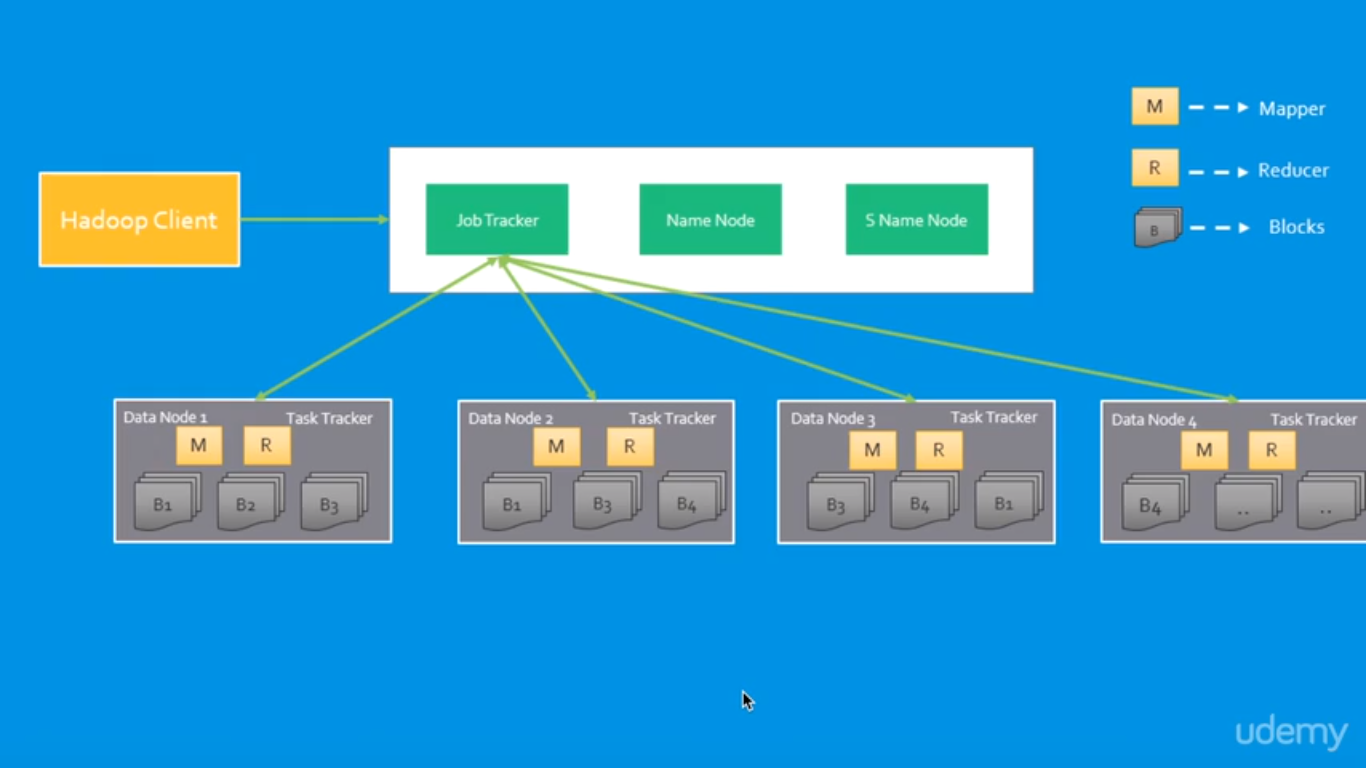 M Mapper
Hadoop Client
Job Tracker
Name Node
S Name Node
R Reducer
B Blocks
Data Node 1 Task Tracker
M R
B1 B2 B3
Data Node 2 Task Tracker
M R
B1 B3 B4
Data Node 3 Task Tracker
M R
B3 B4 B1
Data Node 4 Task Tracker
M R
B4 .. ..
udemy